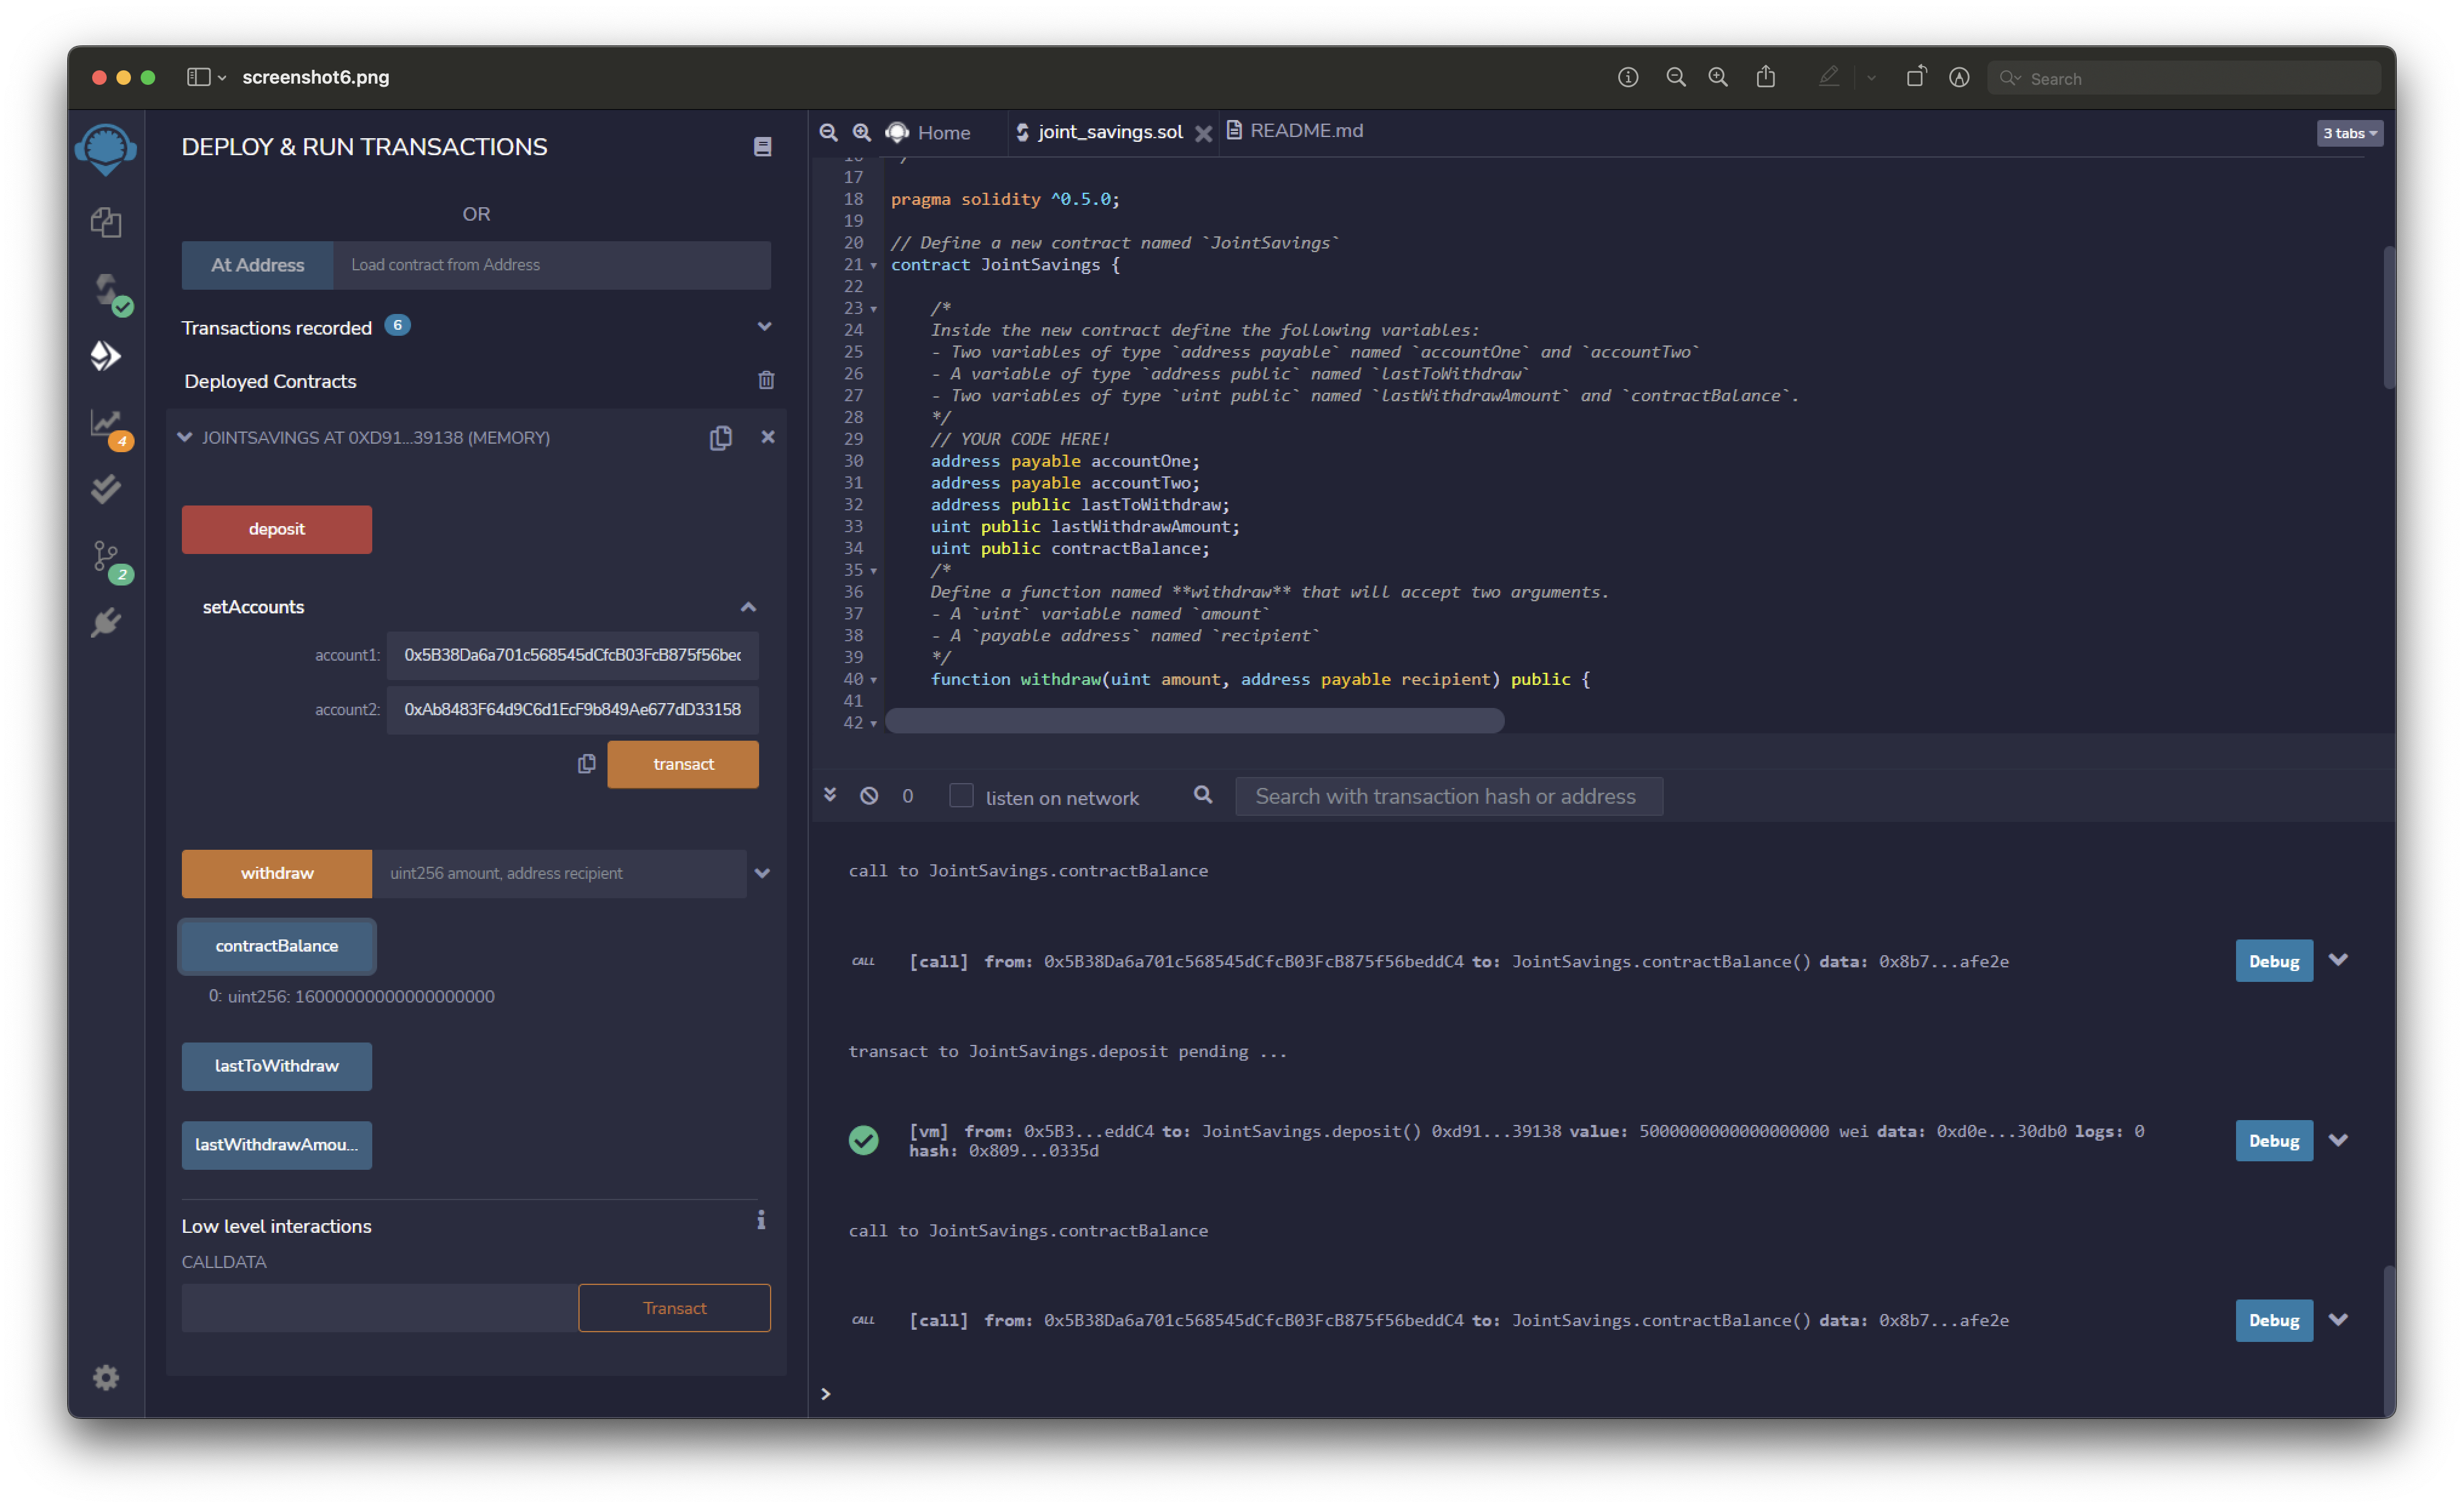 screenshot6.png
Search
DEPLOY & RUN TRANSACTIONS
OR
At Address
Load contract from Address
Transactions recorded 6
Deployed Contracts
4
JOINTSAVINGS AT 0XD91...39138 (MEMORY)
deposit
2
setAccounts
account1: 0x5B38Da6a701c568545dCfcB03FcB875f56bec
account2: 0xAb8483F64d9C6d1EcF9b849Ae677dD33158
transact
withdraw
uint256 amount, address recipient
contractBalance
0: uint256: 16000000000000000000
lastToWithdraw
lastWithdrawAmou...
Low level interactions
i
CALLDATA
Transact
Home
joint_savings.sol
README.md
3 tabs
17
18 pragma solidity ^0.5.0;
19
20 // Define a new contract named `JointSavings`
21 contract JointSavings {
22
23 /*
24 Inside the new contract define the following variables:
25 - Two variables of type `address payable` named `accountOne` and `accountTwo`
26 - A variable of type `address public` named `lastToWithdraw`
27 - Two variables of type `uint public` named `lastWithdrawAmount` and `contractBalance`.
28 */
29 // YOUR CODE HERE!
30 address payable accountOne;
31 address payable accountTwo;
32 address public lastToWithdraw;
33 uint public lastWithdrawAmount;
34 uint public contractBalance;
35 /*
36 Define a function named **withdraw** that will accept two arguments.
37 - A `uint` variable named `amount`
38 - A `payable address` named `recipient`
39 */
40 function withdraw(uint amount, address payable recipient) public {
41
42
0
listen on network
Search with transaction hash or address
call to JointSavings.contractBalance
CALL [call] from: 0x5B38Da6a701c568545dCfcB03FcB875f56beddC4 to: JointSavings.contractBalance() data: 0x8b7...afe2e
Debug
transact to JointSavings.deposit pending ...
[vm] from: 0x5B3...eddC4 to: JointSavings.deposit() 0xd91...39138 value: 5000000000000000000 wei data: 0xd0e...30db0 logs: 0
hash: 0x809...0335d
Debug
call to JointSavings.contractBalance
CALL [call] from: 0x5B38Da6a701c568545dCfcB03FcB875f56beddC4 to: JointSavings.contractBalance() data: 0x8b7...afe2e
Debug
>